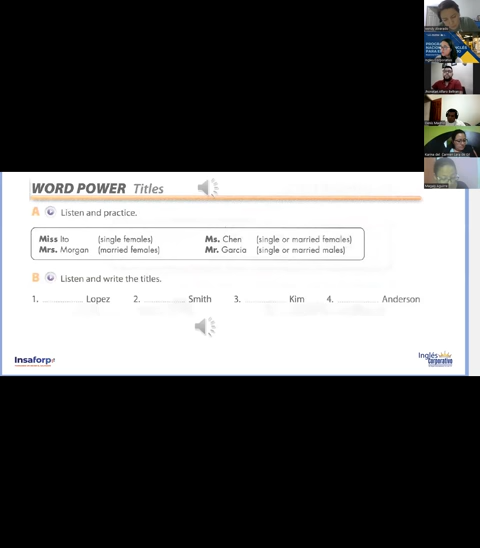 WORD POWER Titles
A Listen and practice.
Miss Ito (single females) Ms. Chen (single or married females)
Mrs. Morgan (married females) Mr. Garcia (single or married males)
B Listen and write the titles.
1. Lopez 2. Smith 3. Kim 4. Anderson
Insaforp
Inglés
Corporativo